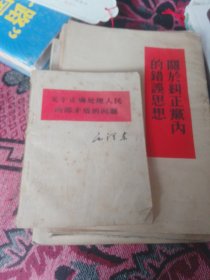 关于正确处理人民
内部矛盾的问题
毛泽东
關於糾正黨内
的錯誤思想